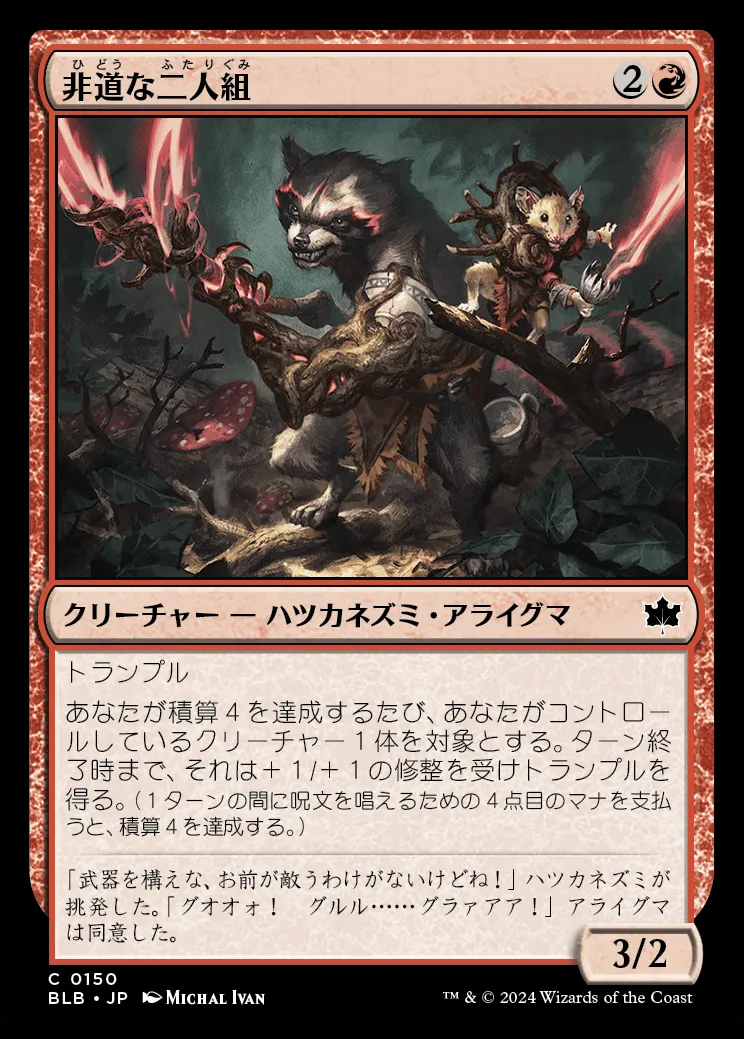 ひどう ふたりぐみ
非道な二人組 2
クリーチャー — ハツカネズミ・アライグマ
トランプル
あなたが積算4を達成するたび、あなたがコントロー
ルしているクリーチャー1体を対象とする。ターン終
了時まで、それは+1/+1の修整を受けトランプルを
得る。(1ターンの間に呪文を唱えるための4点目のマナを支払
うと、積算4を達成する。)
「武器を構えな、お前が敵うわけがないけどね!」ハツカネズミが
挑発した。「グオオォ! グルル……グラァアア!」アライグマ
は同意した。
3/2
C 0150
BLB • JP Michal Ivan
™ & © 2024 Wizards of the Coast